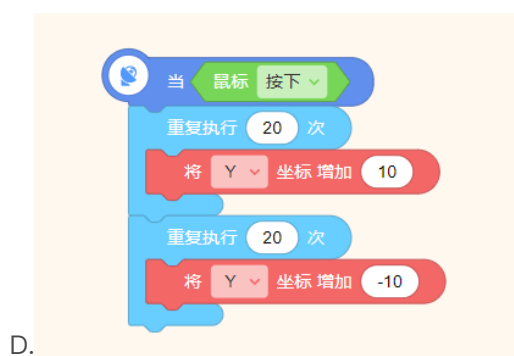 当 鼠标 按下
重复执行 20 次
将 Y 坐标 增加 10
重复执行 20 次
将 Y 坐标 增加 -10
D.